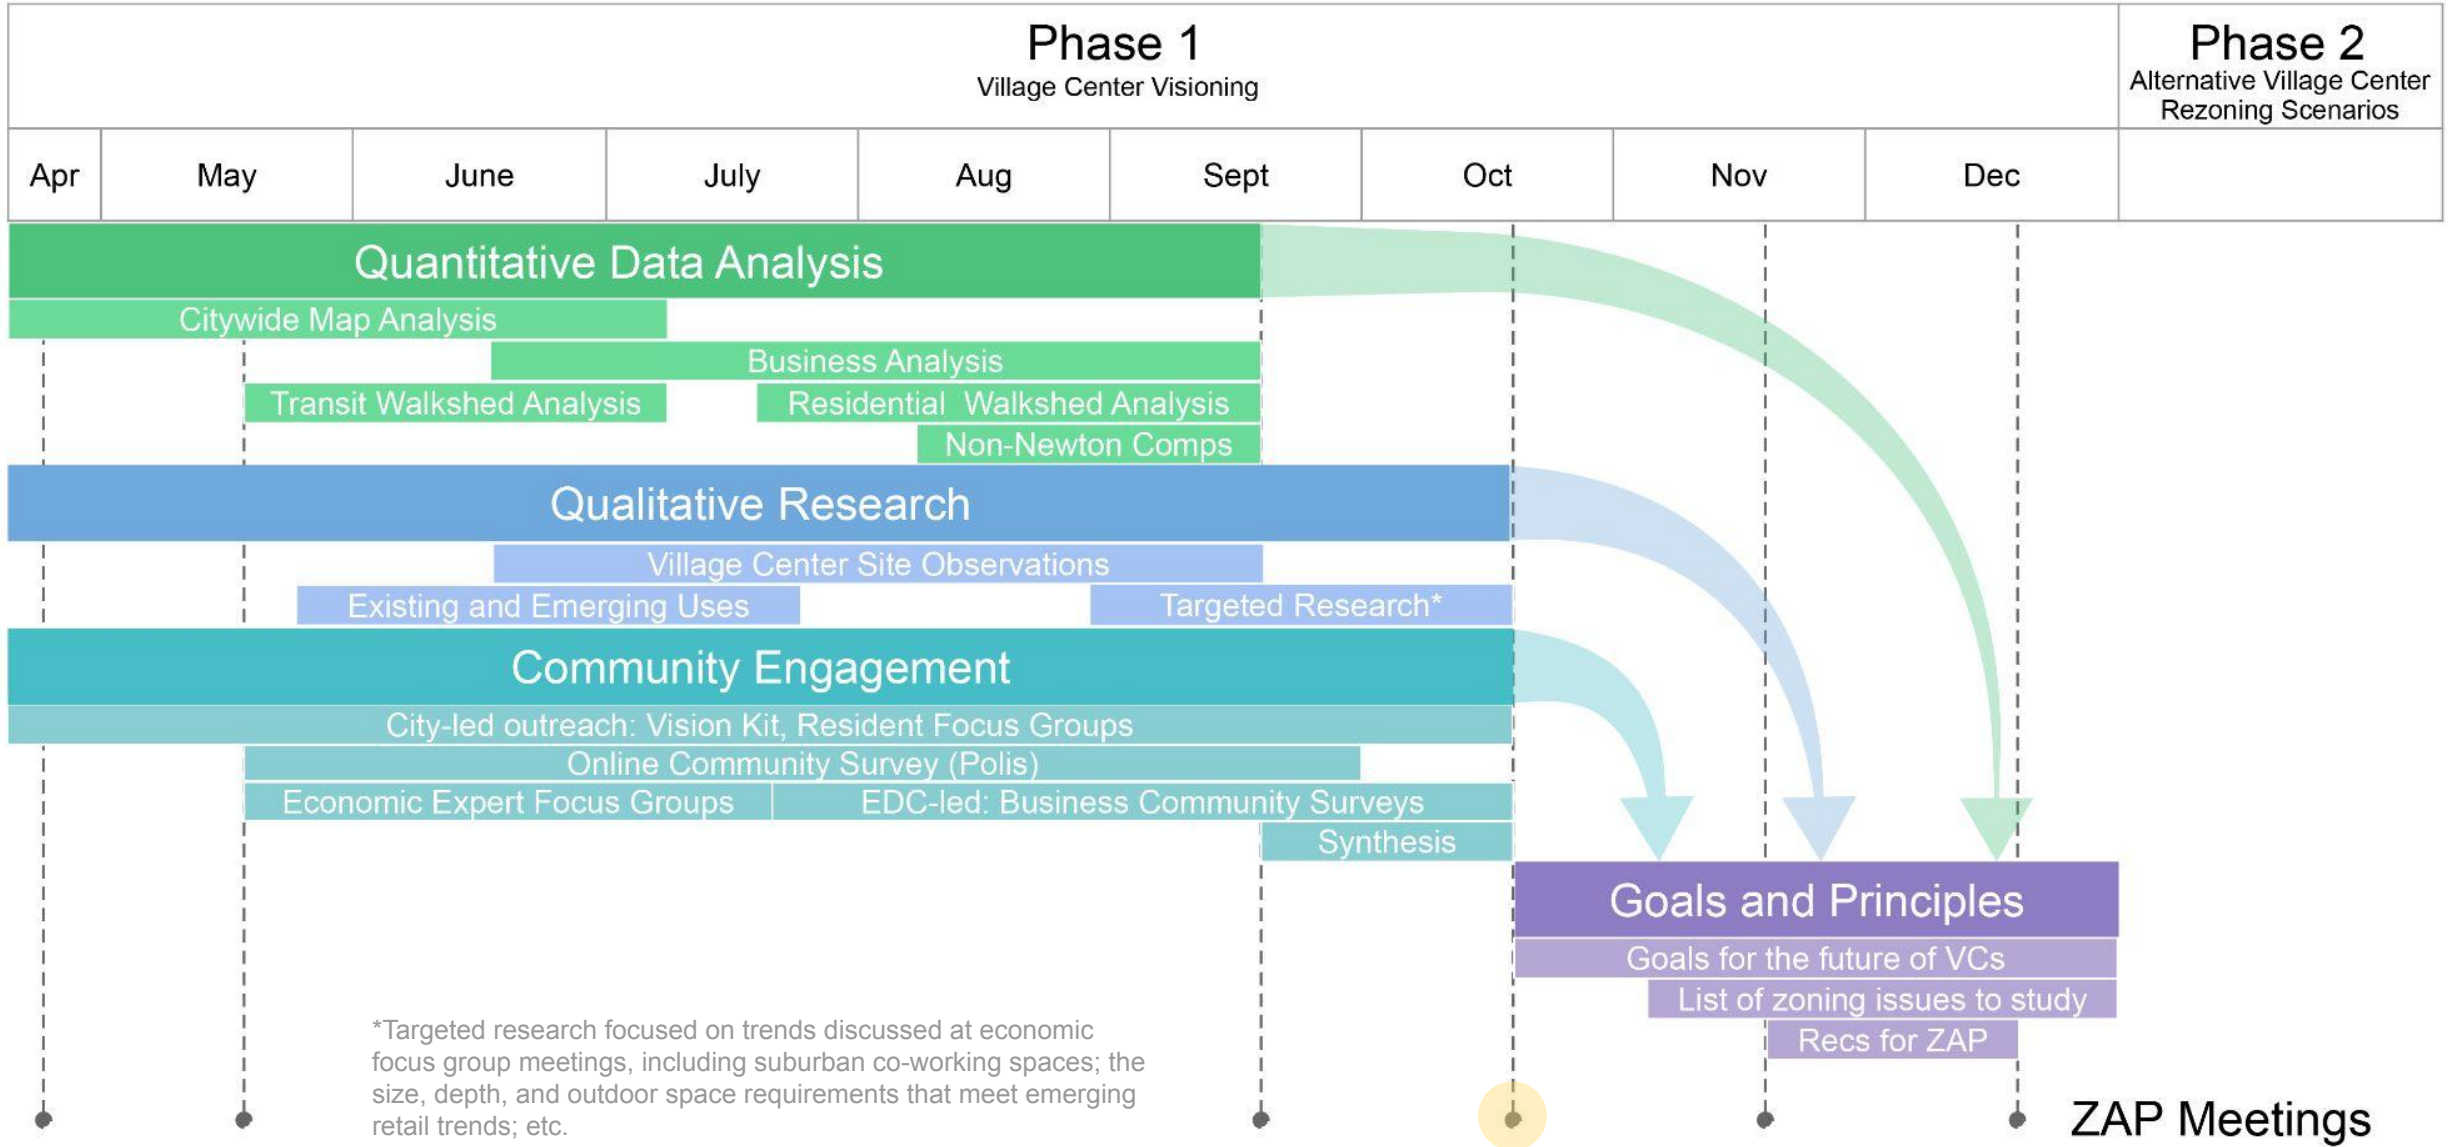 Phase 1
Village Center Visioning
Phase 2
Alternative Village Center
Rezoning Scenarios
Apr
May
June
July
Aug
Sept
Oct
Nov
Dec
Quantitative Data Analysis
Citywide Map Analysis
Business Analysis
Transit Walkshed Analysis
Residential Walkshed Analysis
Non-Newton Comps
Qualitative Research
Village Center Site Observations
Existing and Emerging Uses
Targeted Research*
Community Engagement
City-led outreach: Vision Kit, Resident Focus Groups
Online Community Survey (Polis)
Economic Expert Focus Groups
EDC-led: Business Community Surveys
Synthesis
Goals and Principles
Goals for the future of VCs
List of zoning issues to study
Recs for ZAP
*Targeted research focused on trends discussed at economic
focus group meetings, including suburban co-working spaces; the
size, depth, and outdoor space requirements that meet emerging
retail trends; etc.
ZAP Meetings